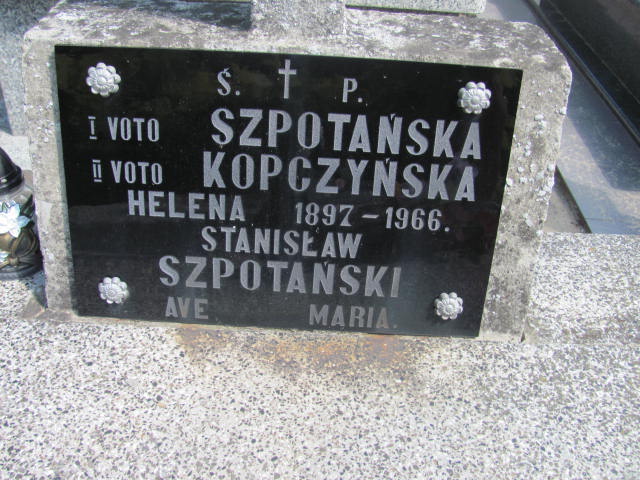 Ś. † P.
I VOTO SZPOTAŃSKA
II VOTO KOPCZYŃSKA
HELENA 1897-1966.
STANISŁAW
SZPOTAŃSKI
AVE MARIA.